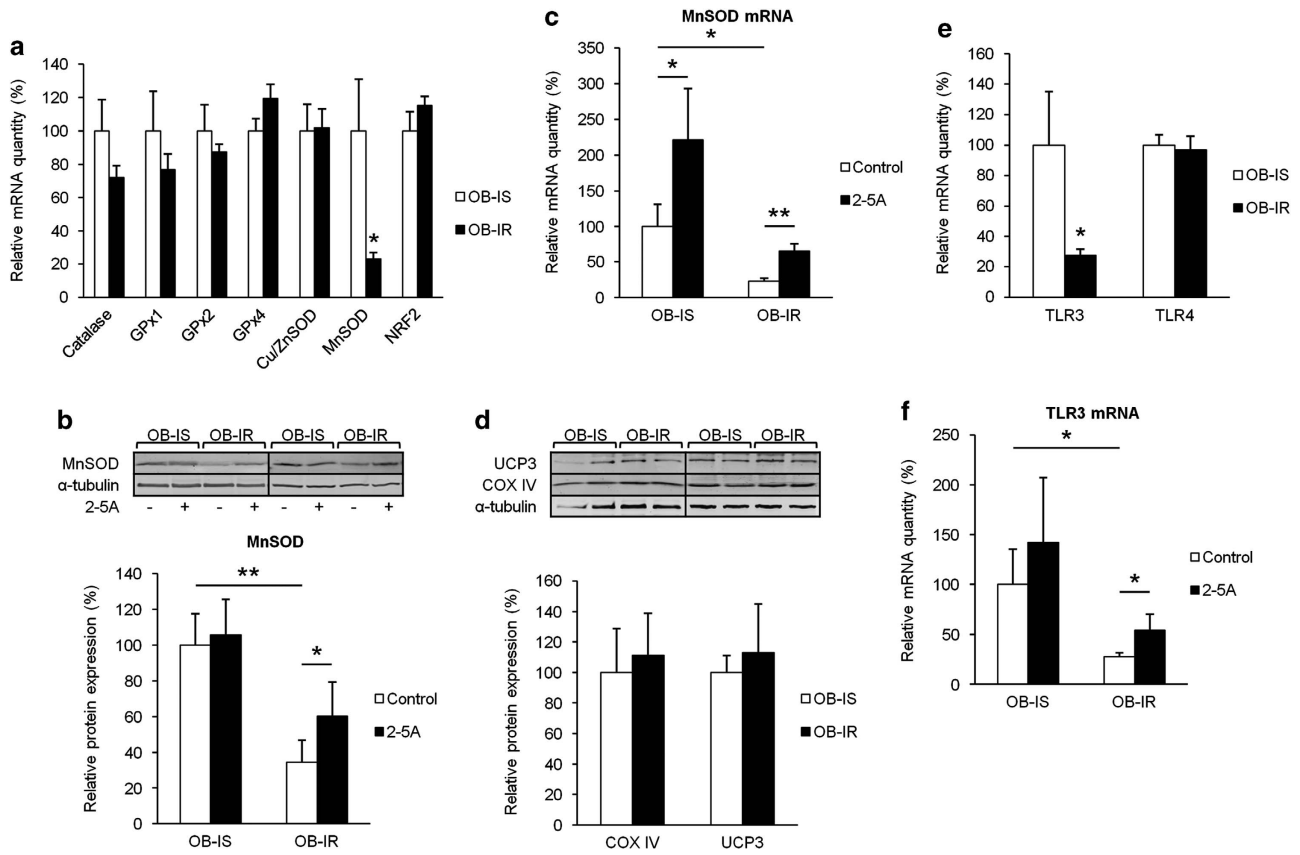 a
Relative mRNA quantity (%)
140
120
100
80
60
40
20
0
*
Catalase
GPx1
GPx2
GPx4
Cu/ZnSOD
MnSOD
NRF2
OB-IS
OB-IR
c
MnSOD mRNA
Relative mRNA quantity (%)
350
300
250
200
150
100
50
0
*
*
**
OB-IS
OB-IR
Control
2-5A
e
Relative mRNA quantity (%)
160
140
120
100
80
60
40
20
0
*
TLR3
TLR4
OB-IS
OB-IR
b
OB-IS OB-IR OB-IS OB-IR
MnSOD
α-tubulin
2-5A - + - + - + - +
MnSOD
Relative protein expression (%)
140
120
100
80
60
40
20
0
**
*
OB-IS
OB-IR
Control
2-5A
d
OB-IS OB-IR OB-IS OB-IR
UCP3
COX IV
α-tubulin
Relative protein expression (%)
160
140
120
100
80
60
40
20
0
COX IV
UCP3
OB-IS
OB-IR
f
TLR3 mRNA
Relative mRNA quantity (%)
250
200
150
100
50
0
*
*
OB-IS
OB-IR
Control
2-5A